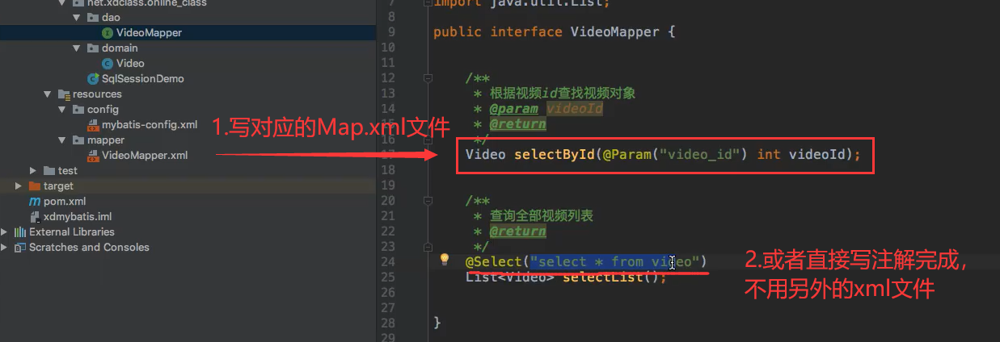 net.xdclass.online_class
dao
VideoMapper
domain
Video
SqlSessionDemo
resources
config
mybatis-config.xml
mapper
VideoMapper.xml
test
target
pom.xml
xdmybatis.iml
External Libraries
Scratches and Consoles
1.写对应的Map.xml文件
7 import java.util.List;
8
9 public interface VideoMapper {
10
11
12 /**
13 * 根据视频id查找视频对象
14 * @param videoId
* @return
*/
17 Video selectById(@Param("video_id") int videoId);
18
19
20 /**
21 * 查询全部视频列表
22 * @return
23 */
24 @Select("select * from video")
25 List<Video> selectList();
26
27
28 }
29
2.或者直接写注解完成，
不用另外的xml文件